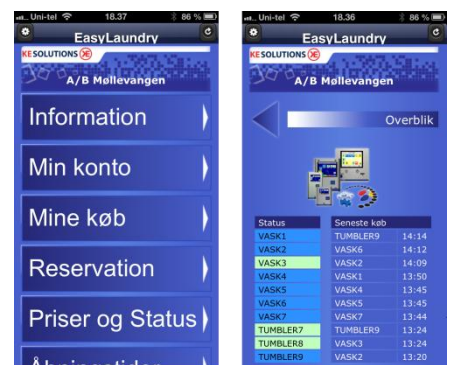 Uni-tel 18.37 86 %
EasyLaundry
KE SOLUTIONS KE
A/B Møllevangen
Information
Min konto
Mine køb
Reservation
Priser og Status
Åbningstider
Uni-tel 18.36 86 %
EasyLaundry
KE SOLUTIONS KE
A/B Møllevangen
Overblik
Status Seneste køb
VASK1 TUMBLER9 14:14
VASK2 VASK6 14:12
VASK3 VASK2 14:09
VASK4 VASK1 13:50
VASK5 VASK4 13:45
VASK6 VASK5 13:45
VASK7 VASK7 13:44
TUMBLER7 TUMBLER9 13:24
TUMBLER8 VASK3 13:24
TUMBLER9 VASK2 13:20